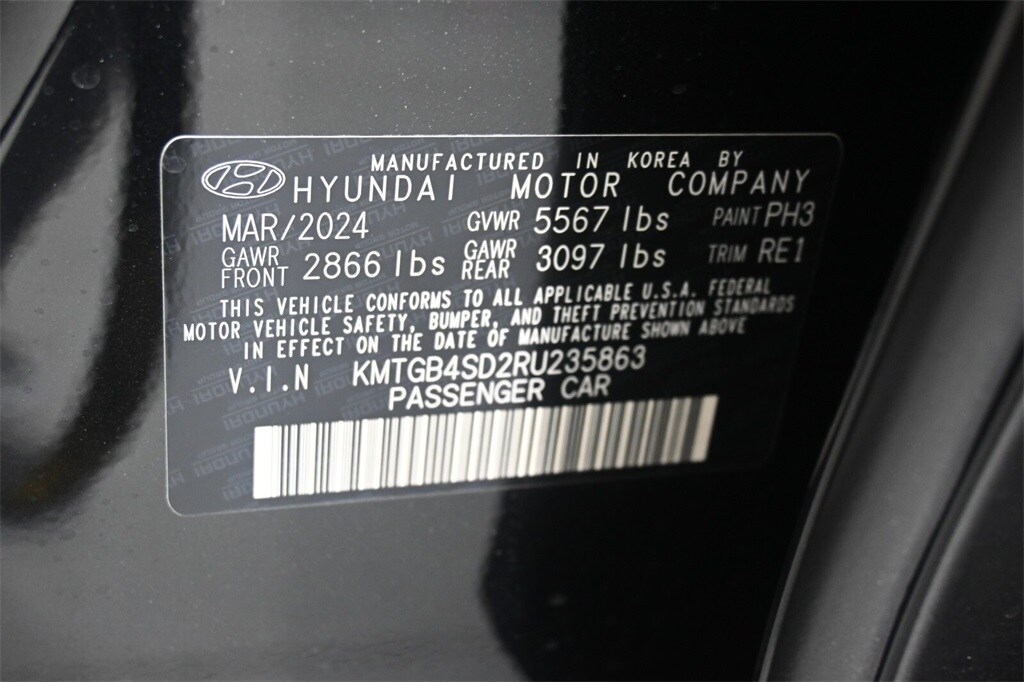 MANUFACTURED IN KOREA BY
HYUNDAI MOTOR COMPANY
MAR/2024 GVWR 5567 lbs PAINT PH3
GAWR FRONT 2866 lbs GAWR REAR 3097 lbs TRIM RE1
THIS VEHICLE CONFORMS TO ALL APPLICABLE U.S.A. FEDERAL
MOTOR VEHICLE SAFETY, BUMPER, AND THEFT PREVENTION STANDARDS
IN EFFECT ON THE DATE OF MANUFACTURE SHOWN ABOVE
V.I.N KMTGB4SD2RU235863
PASSENGER CAR